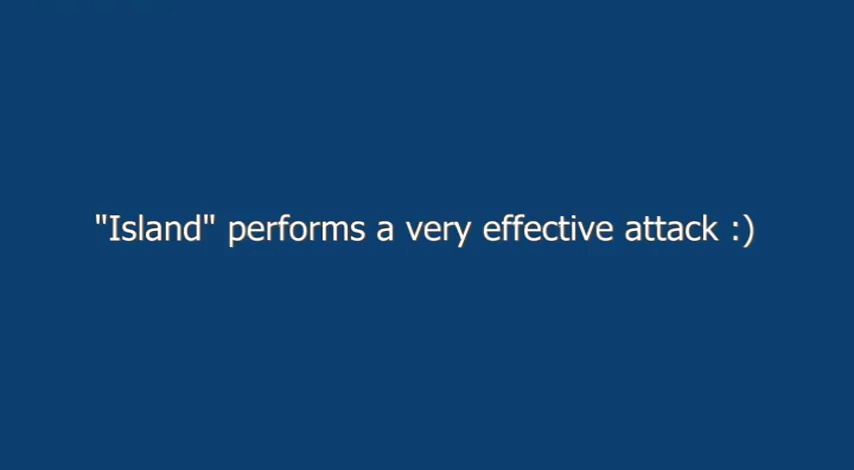 "Island" performs a very effective attack :)